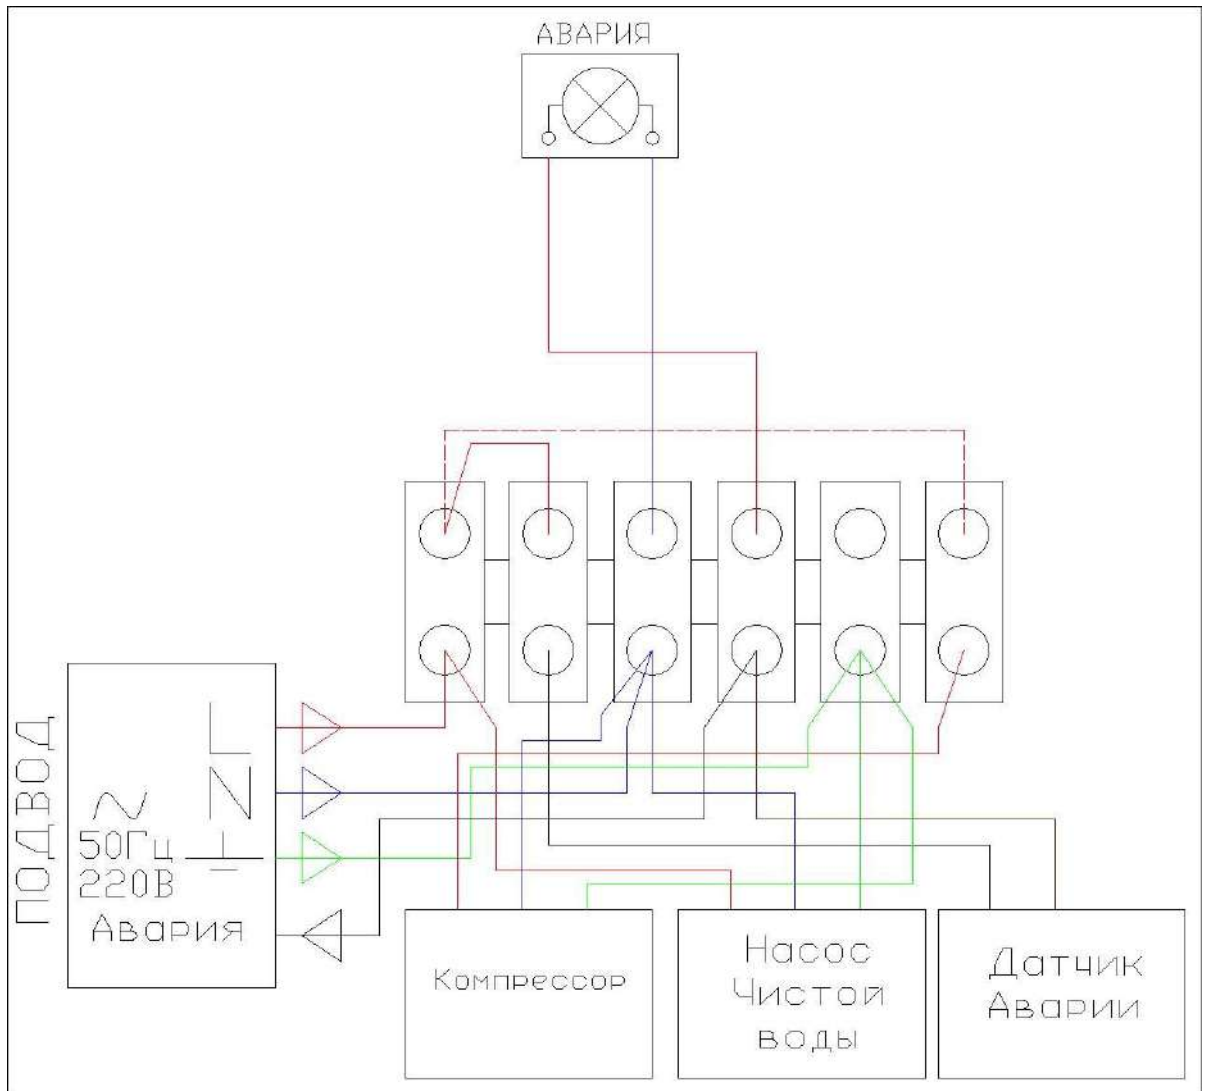 АВАРИЯ
ПОДВОД
L
N
50Гц
220В
Авария
Компрессор
Насос
Чистой
воды
Датчик
Аварии